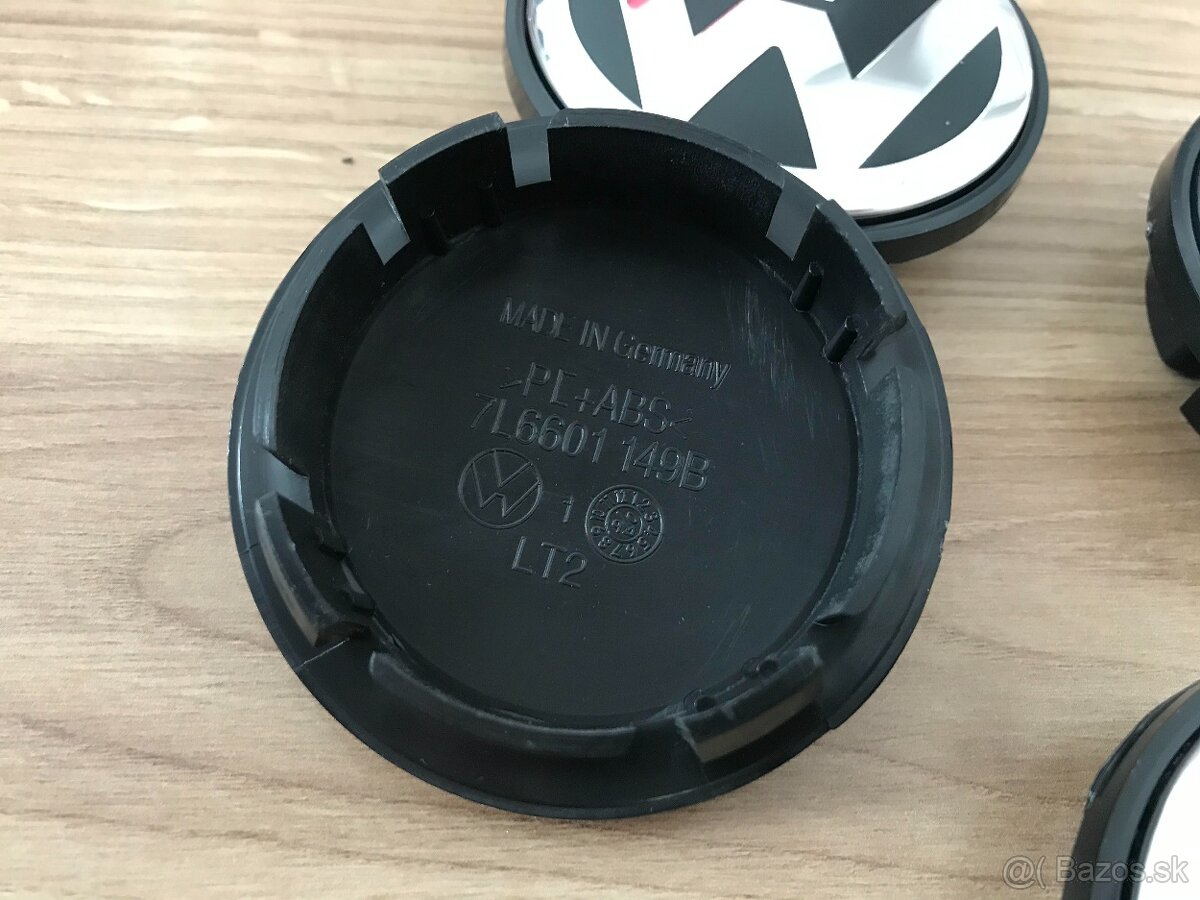 MADE IN Germany
>PE+ABS<
7L6601 149B
1
LT2
@( Bazos.sk